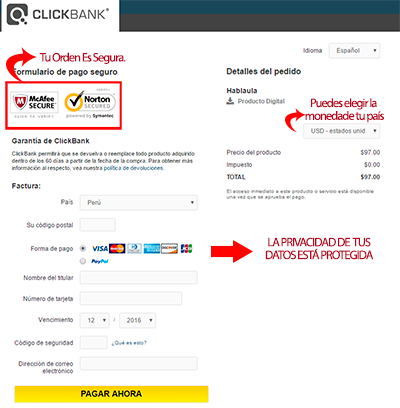 CLICKBANK®
Idioma Español
Tu Orden Es Segura.
Formulario de pago seguro
Detalles del pedido
McAfee
SECURE
Norton
SECURED
powered by Symantec
Hablaula
Producto Digital
Puedes elegir la
monedade tu país
USD - estados unid
Garantía de ClickBank
ClickBank permitirá que se devuelva o reemplace todo producto adquirido
dentro de los 60 días a partir de la fecha de la compra. Para obtener más
información al respecto, vea nuestra política de devoluciones.
Precio del producto $97.00
Impuesto $0.00
TOTAL $97.00
El acceso inmediato a este producto o servicio está disponible
una vez que se aprueba el pago.
Factura:
País Perú
Su código postal
Forma de pago VISA DISCOVER JCB
PayPal
LA PRIVACIDAD DE TUS
DATOS ESTÁ PROTEGIDA
Nombre del titular
Número de tarjeta
Vencimiento 12 / 2016
Código de seguridad ¿Qué es esto?
Dirección de correo
electrónico
PAGAR AHORA